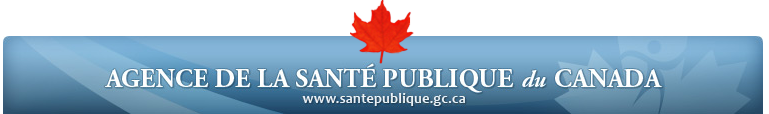 AGENCE DE LA SANTÉ PUBLIQUE du CANADA
www.santepublique.gc.ca